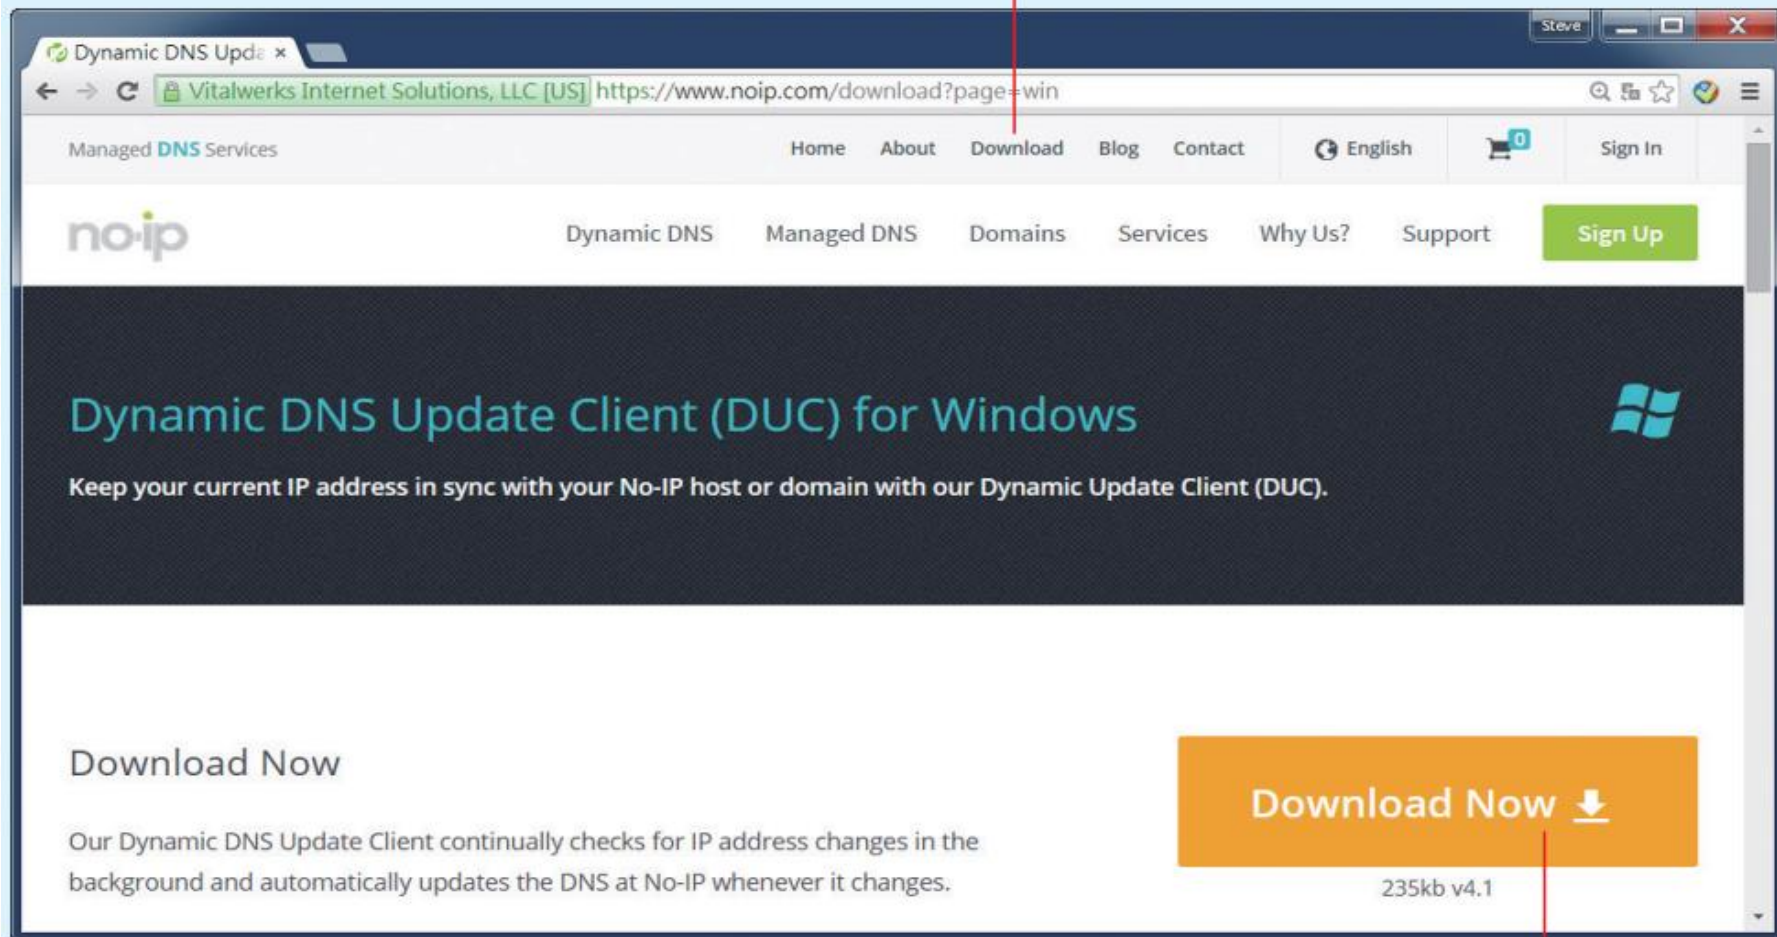 Steve
Dynamic DNS Upda
Vitalwerks Internet Solutions, LLC [US] https://www.noip.com/download?page=win
Managed DNS Services Home About Download Blog Contact English 0 Sign In
no-ip Dynamic DNS Managed DNS Domains Services Why Us? Support Sign Up
Dynamic DNS Update Client (DUC) for Windows
Keep your current IP address in sync with your No-IP host or domain with our Dynamic Update Client (DUC).
Download Now
Download Now
Our Dynamic DNS Update Client continually checks for IP address changes in the
background and automatically updates the DNS at No-IP whenever it changes.
235kb v4.1